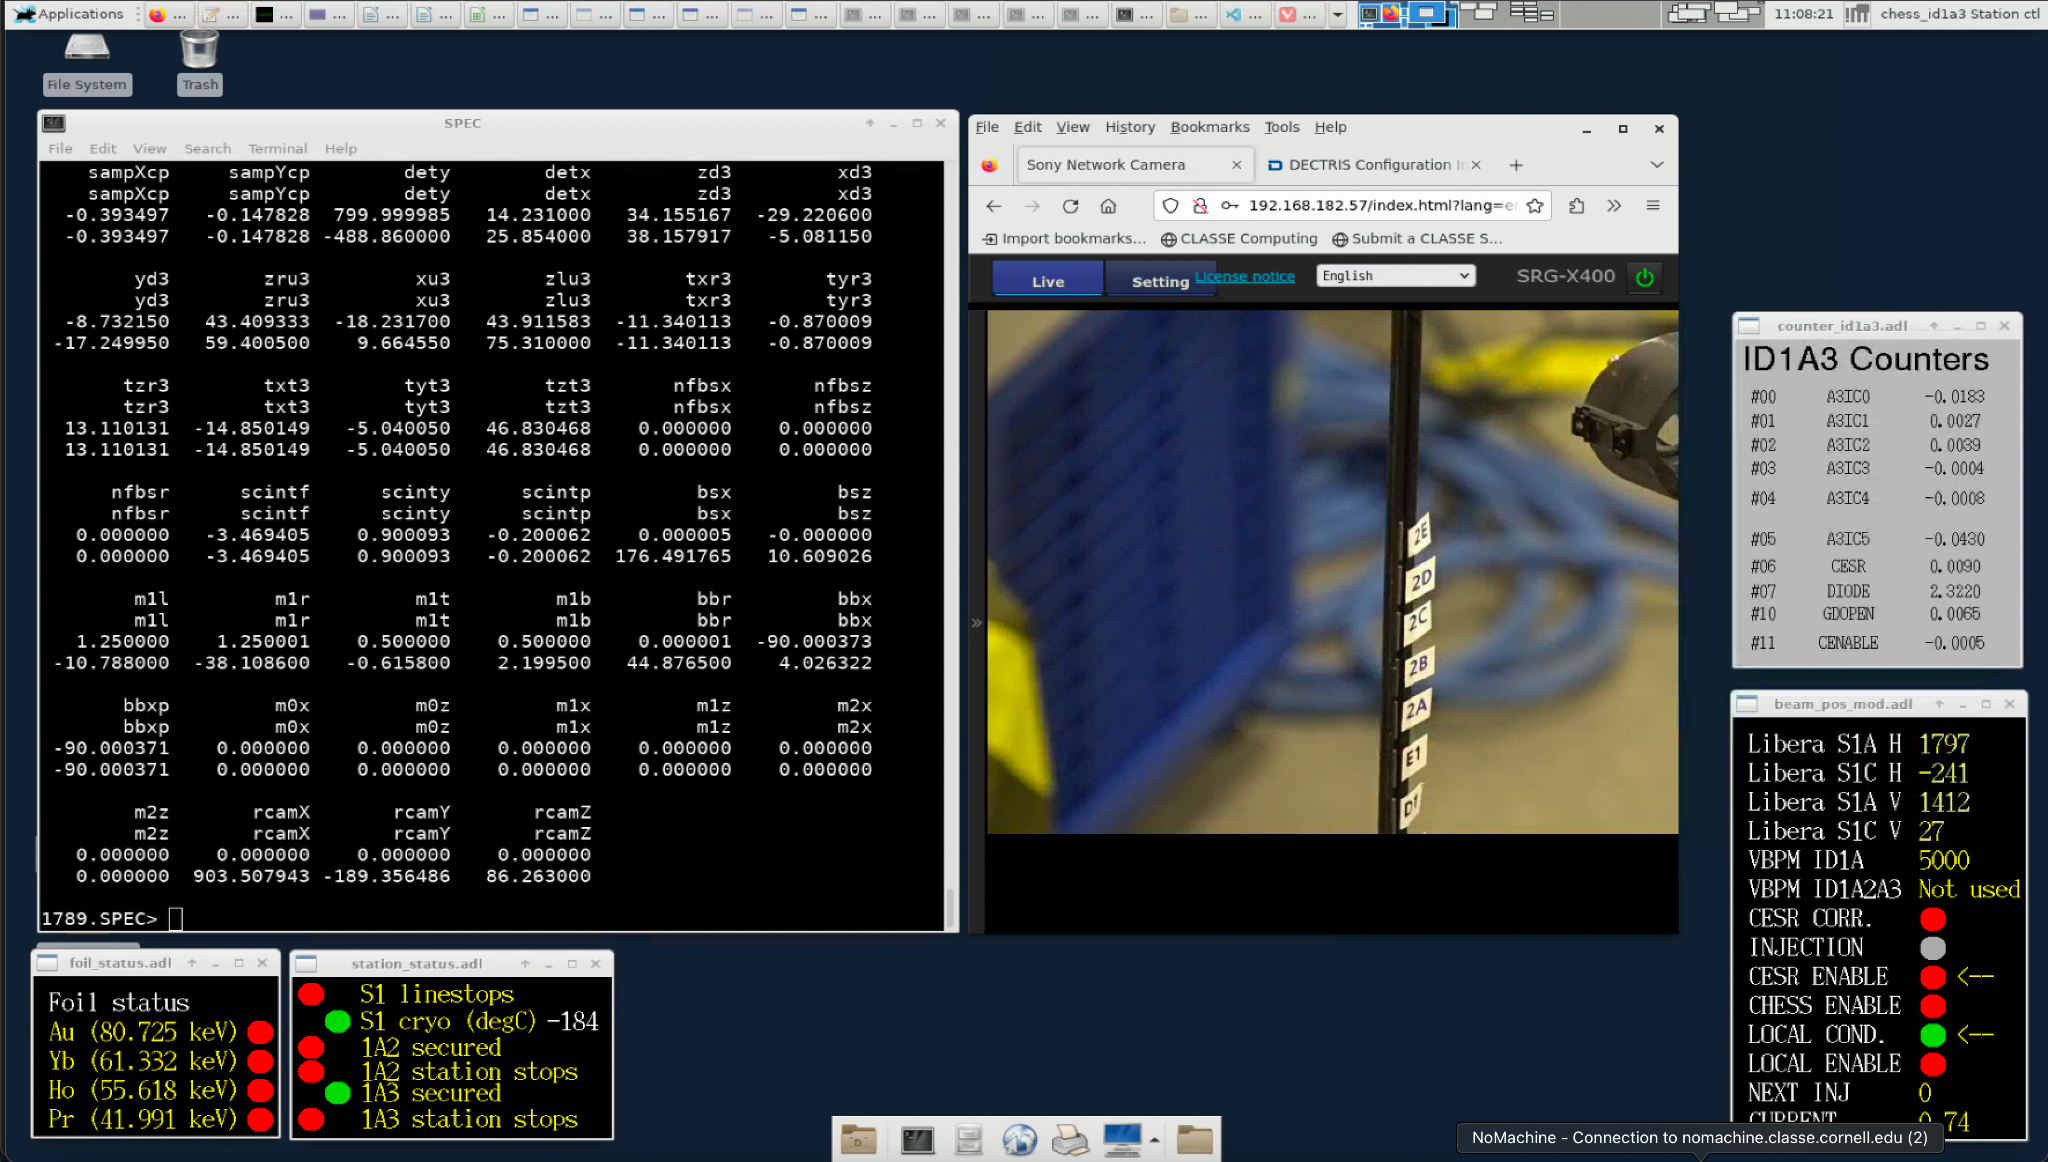 Applications ... ... ... ... ... ... ... ... ... ... ... ... ... ... ... ... ... ... ... ... ... ... 11:08:21 chess_id1a3 Station ctl
File System
Trash
SPEC
File Edit View Search Terminal Help
sampXcp sampYcp dety detx zd3 xd3
sampXcp sampYcp dety detx zd3 xd3
-0.393497 -0.147828 799.999985 14.231000 34.155167 -29.220600
-0.393497 -0.147828 -488.860000 25.854000 38.157917 -5.081150
yd3 zru3 xu3 zlu3 txr3 tyr3
yd3 zru3 xu3 zlu3 txr3 tyr3
-8.732150 43.409333 -18.231700 43.911583 -11.340113 -0.870009
-17.249950 59.400500 9.664550 75.310000 -11.340113 -0.870009
tzr3 txt3 tyt3 tzt3 nfbsx nfbsz
tzr3 txt3 tyt3 tzt3 nfbsx nfbsz
13.110131 -14.850149 -5.040050 46.830468 0.000000 0.000000
13.110131 -14.850149 -5.040050 46.830468 0.000000 0.000000
nfbsr scintf scinty scintp bsx bsz
nfbsr scintf scinty scintp bsx bsz
0.000000 -3.469405 0.900093 -0.200062 0.000005 -0.000000
0.000000 -3.469405 0.900093 -0.200062 176.491765 10.609026
m1l m1r m1t m1b bbr bbx
m1l m1r m1t m1b bbr bbx
1.250000 1.250001 0.500000 0.500000 0.000001 -90.000373
-10.788000 -38.108600 -0.615800 2.199500 44.876500 4.026322
bbxp m0x m0z m1x m1z m2x
bbxp m0x m0z m1x m1z m2x
-90.000371 0.000000 0.000000 0.000000 0.000000 0.000000
-90.000371 0.000000 0.000000 0.000000 0.000000 0.000000
m2z rcamX rcamY rcamZ
m2z rcamX rcamY rcamZ
0.000000 0.000000 0.000000 0.000000
0.000000 903.507943 -189.356486 86.263000
1789.SPEC>
File Edit View History Bookmarks Tools Help
Sony Network Camera
DECTRIS Configuration In
192.168.182.57/index.html?lang=e
Import bookmarks...
CLASSE Computing
Submit a CLASSE S...
Live
Setting
License notice
English
SRG-X400
2E
2D
2C
2B
2A
E1
D1
counter_id1a3.adl
ID1A3 Counters
#00 A3IC0 -0.0183
#01 A3IC1 0.0027
#02 A3IC2 0.0039
#03 A3IC3 -0.0004
#04 A3IC4 -0.0008
#05 A3IC5 -0.0430
#06 CESR 0.0090
#07 DIODE 2.3220
#10 GDOPEN 0.0065
#11 CENABLE -0.0005
beam_pos_mod.adl
Libera S1A H 1797
Libera S1C H -241
Libera S1A V 1412
Libera S1C V 27
VBPM ID1A 5000
VBPM ID1A2A3 Not used
CESR CORR.
INJECTION
CESR ENABLE <--
CHESS ENABLE
LOCAL COND. <--
LOCAL ENABLE
NEXT INJ 0
CURRENT 0.74
foil_status.adl
Foil status
Au (80.725 keV)
Yb (61.332 keV)
Ho (55.618 keV)
Pr (41.991 keV)
station_status.adl
S1 linestops
S1 cryo (degC) -184
1A2 secured
1A2 station stops
1A3 secured
1A3 station stops
NoMachine - Connection to nomachine.classe.cornell.edu (2)